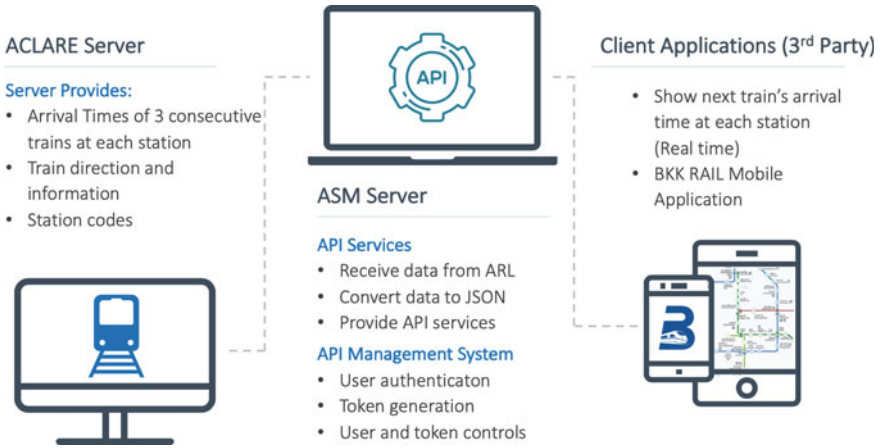 ACLARE Server
Server Provides:
• Arrival Times of 3 consecutive
trains at each station
• Train direction and
information
• Station codes
API
ASM Server
API Services
• Receive data from ARL
• Convert data to JSON
• Provide API services
API Management System
• User authenticaton
• Token generation
• User and token controls
Client Applications (3rd Party)
• Show next train's arrival
time at each station
(Real time)
• BKK RAIL Mobile
Application
B